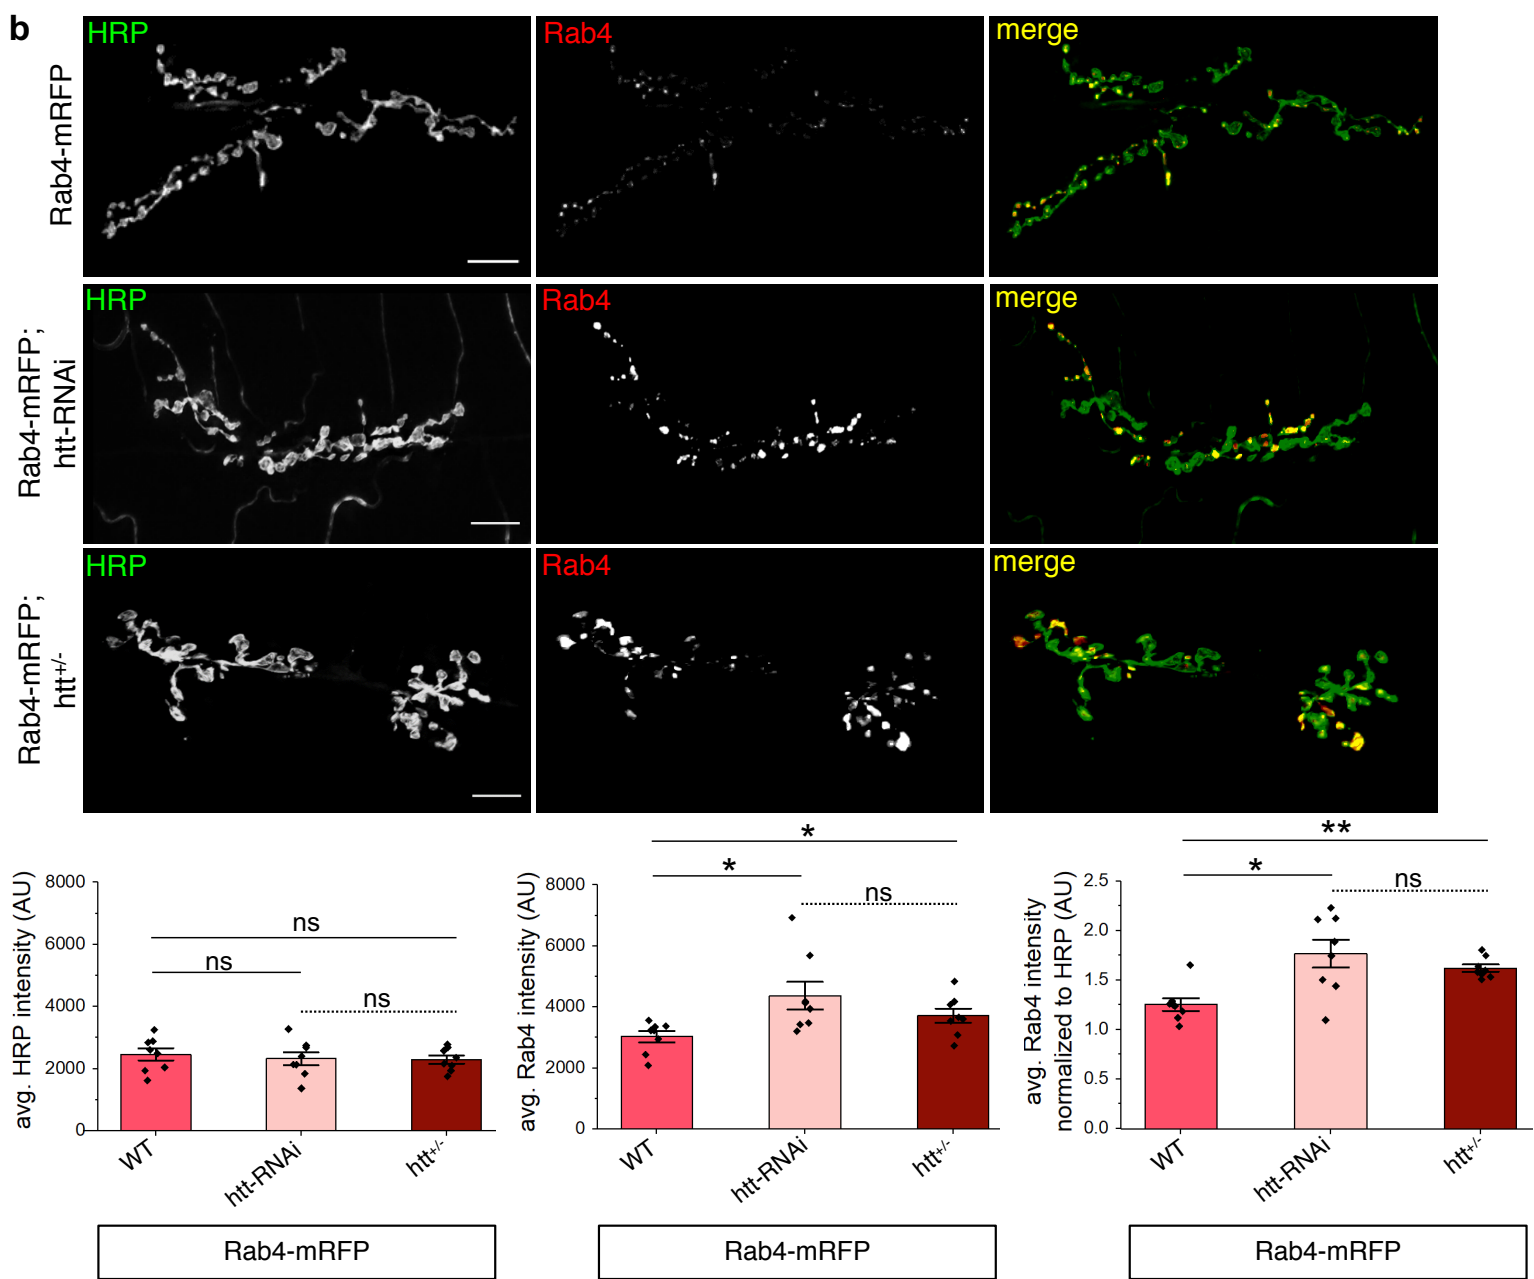 b
HRP
Rab4
merge
Rab4-mRFP
HRP
Rab4
merge
Rab4-mRFP;
htt-RNAi
HRP
Rab4
merge
Rab4-mRFP;
htt+/-
avg. HRP intensity (AU)
8000
6000
4000
2000
0
ns
ns
ns
WT
htt-RNAi
htt+/-
Rab4-mRFP
avg. Rab4 intensity (AU)
8000
6000
4000
2000
0
*
*
ns
WT
htt-RNAi
htt+/-
Rab4-mRFP
avg. Rab4 intensity
normalized to HRP (AU)
2.5
2.0
1.5
1.0
0.5
0.0
**
*
ns
WT
htt-RNAi
htt+/-
Rab4-mRFP